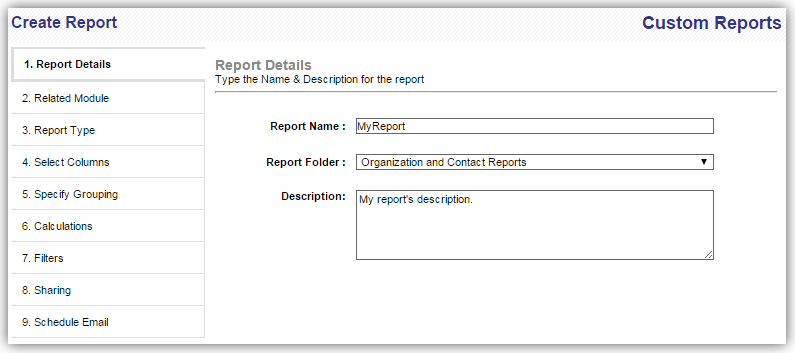 Create Report
Custom Reports
1. Report Details
2. Related Module
3. Report Type
4. Select Columns
5. Specify Grouping
6. Calculations
7. Filters
8. Sharing
9. Schedule Email
Report Details
Type the Name & Description for the report
Report Name : MyReport
Report Folder : Organization and Contact Reports
Description: My report's description.